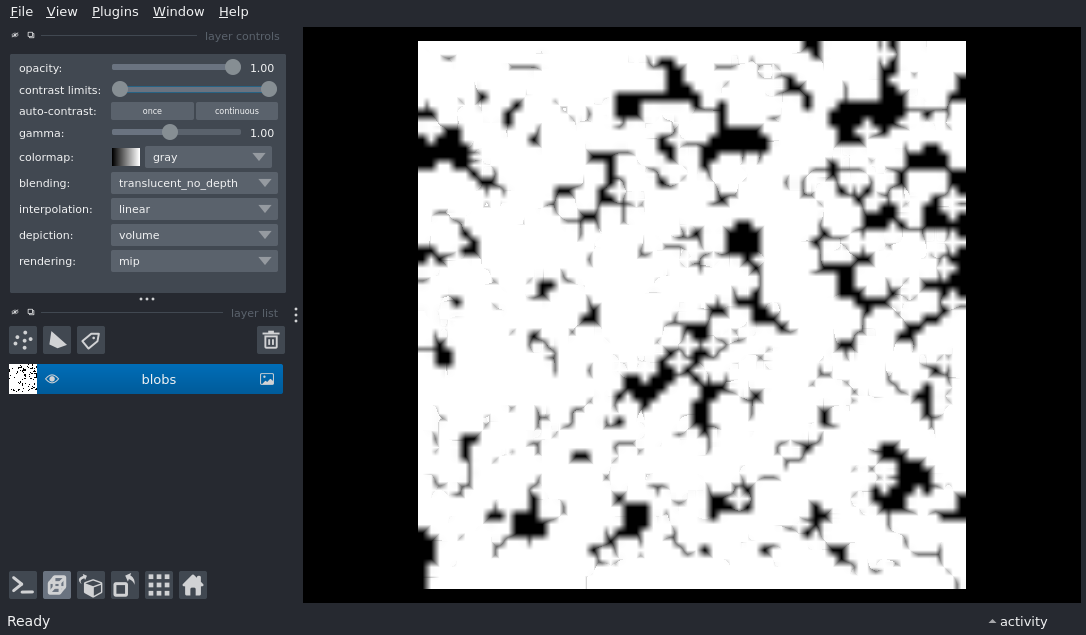 File View Plugins Window Help
layer controls
opacity: 1.00
contrast limits:
auto-contrast: once continuous
gamma: 1.00
colormap: gray
blending: translucent_no_depth
interpolation: linear
depiction: volume
rendering: mip
layer list
blobs
Ready
activity